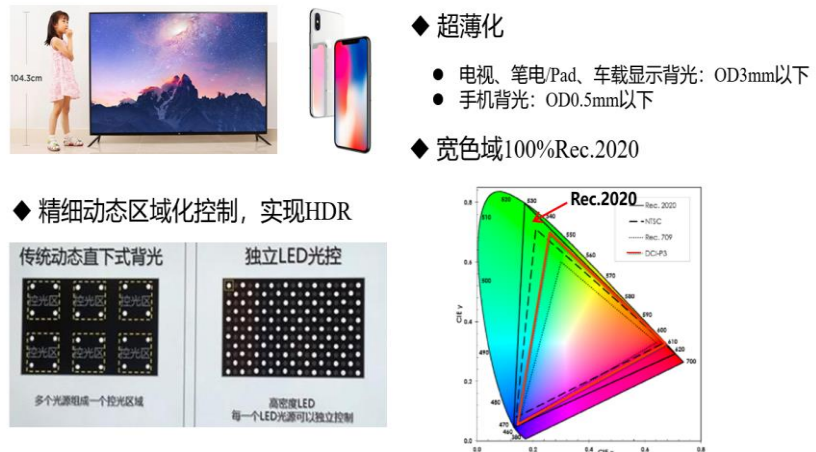 104.3cm
◆ 超薄化
● 电视、笔电/Pad、车载显示背光：OD3mm以下
● 手机背光：OD0.5mm以下
◆ 宽色域100%Rec.2020
◆ 精细动态区域化控制，实现HDR
传统动态直下式背光
控光区 控光区 控光区
控光区 控光区 控光区
多个光源组成一个控光区域
独立LED光控
高密度LED
每一个LED光源可以独立控制
Rec.2020
Rec. 2020
NTSC
Rec. 709
DCI-P3
CIE y
0.8
0.6
0.4
0.2
0.0
0.0 0.2 0.4 0.6 0.8
510
530
540
550
560
570
580
590
600
610
620
700
500
490
480
470
460
380